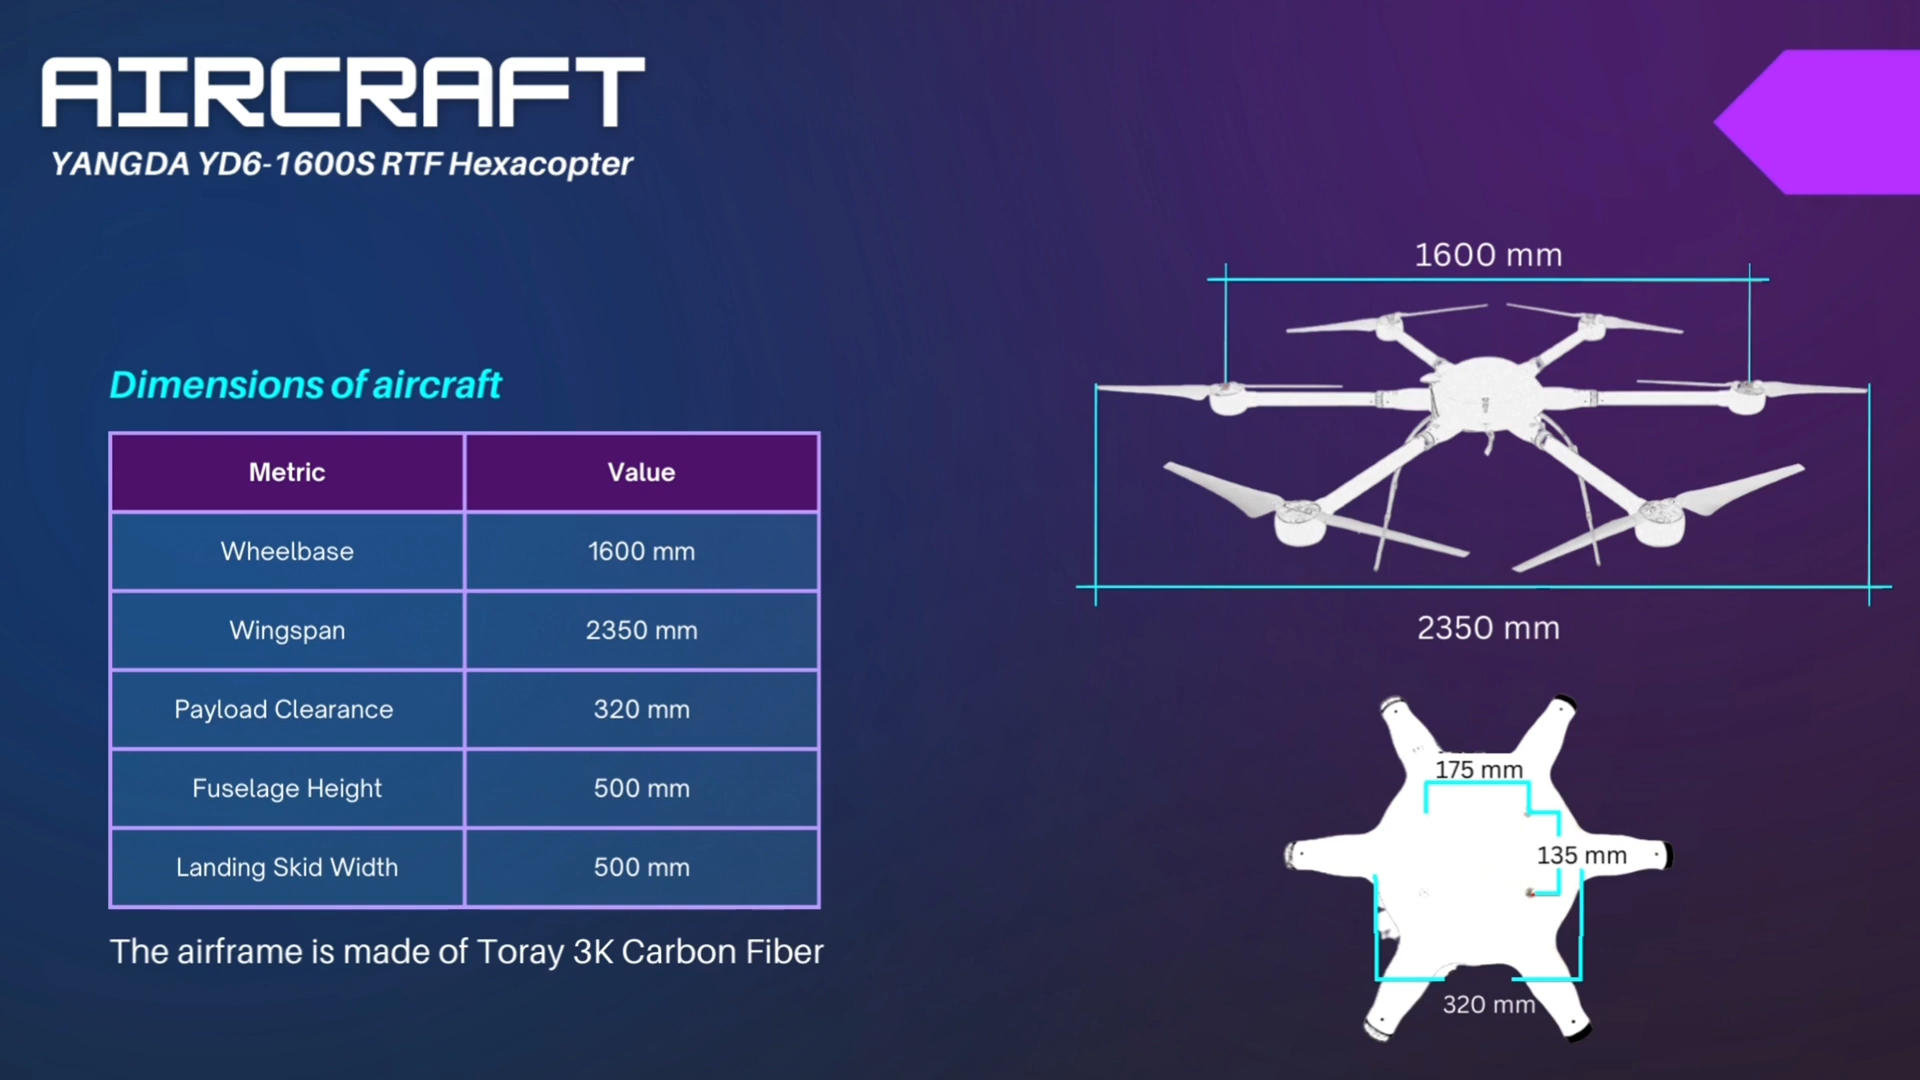 AIRCRAFT
YANGDA YD6-1600S RTF Hexacopter
Dimensions of aircraft
Metric Value
Wheelbase 1600 mm
Wingspan 2350 mm
Payload Clearance 320 mm
Fuselage Height 500 mm
Landing Skid Width 500 mm
The airframe is made of Toray 3K Carbon Fiber
1600 mm
2350 mm
175 mm
135 mm
320 mm